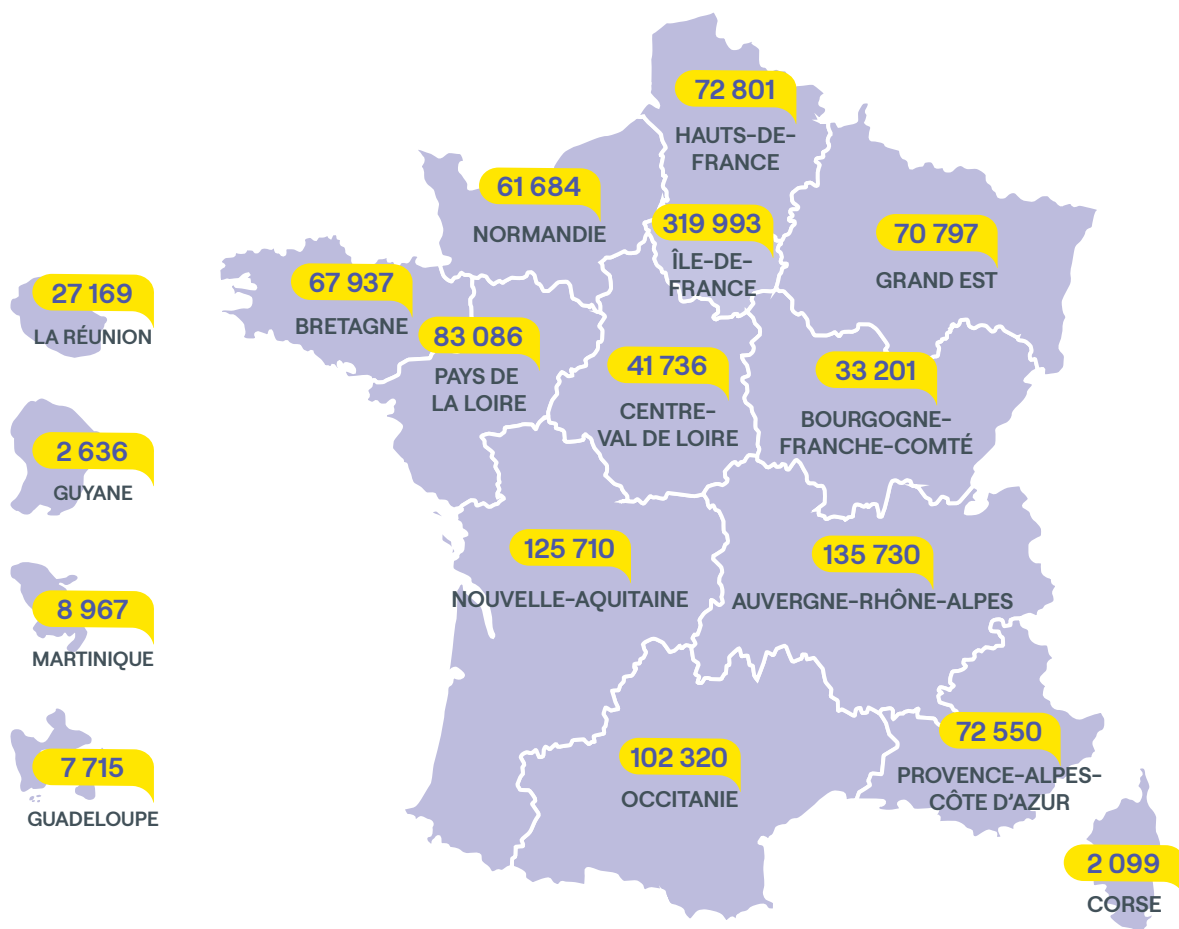 72 801
HAUTS-DE-
FRANCE
61 684
NORMANDIE
319 993
ÎLE-DE-
FRANCE
70 797
GRAND EST
67 937
BRETAGNE
83 086
PAYS DE
LA LOIRE
41 736
CENTRE-
VAL DE LOIRE
33 201
BOURGOGNE-
FRANCHE-COMTÉ
27 169
LA RÉUNION
2 636
GUYANE
125 710
NOUVELLE-AQUITAINE
135 730
AUVERGNE-RHÔNE-ALPES
8 967
MARTINIQUE
7 715
GUADELOUPE
102 320
OCCITANIE
72 550
PROVENCE-ALPES-
CÔTE D'AZUR
2 099
CORSE